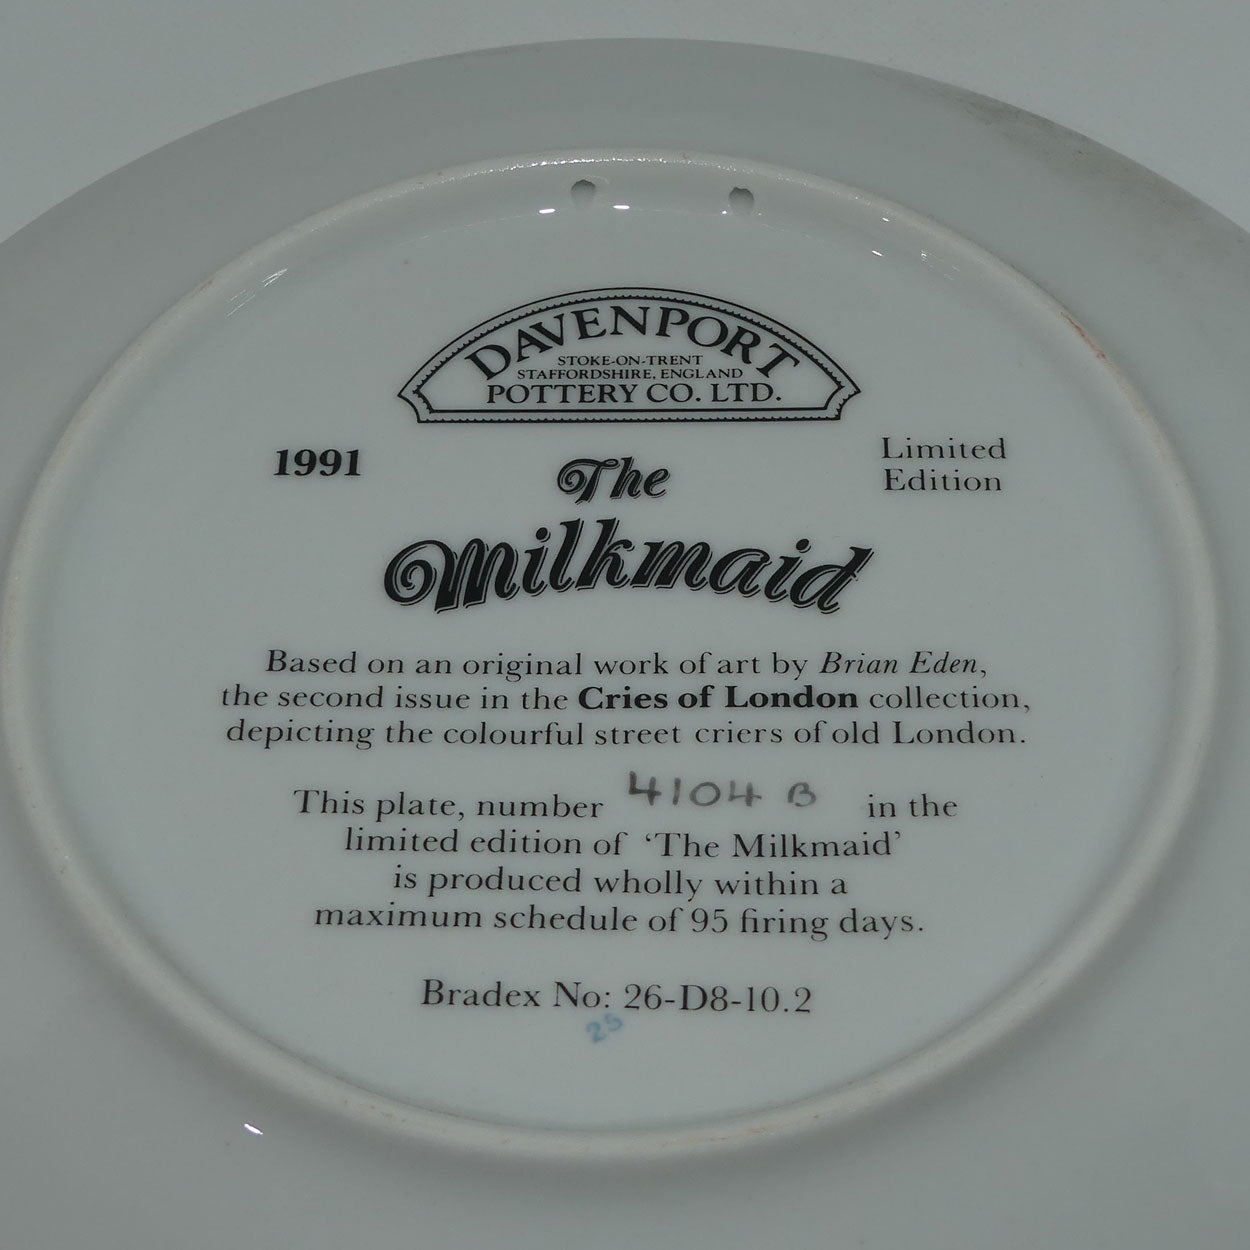 DAVENPORT
STOKE-ON-TRENT
STAFFORDSHIRE, ENGLAND
POTTERY CO. LTD.
1991
Limited
Edition
The
Milkmaid
Based on an original work of art by Brian Eden,
the second issue in the Cries of London collection,
depicting the colourful street criers of old London.
This plate, number 4104 B in the
limited edition of ‘The Milkmaid’
is produced wholly within a
maximum schedule of 95 firing days.
Bradex No: 26-D8-10.2
25